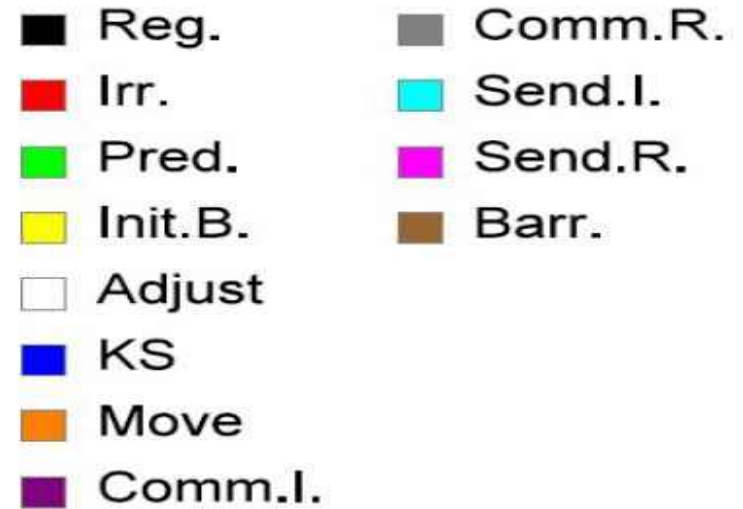 Reg.
Irr.
Pred.
Init.B.
Adjust
KS
Move
Comm.I.
Comm.R.
Send.I.
Send.R.
Barr.